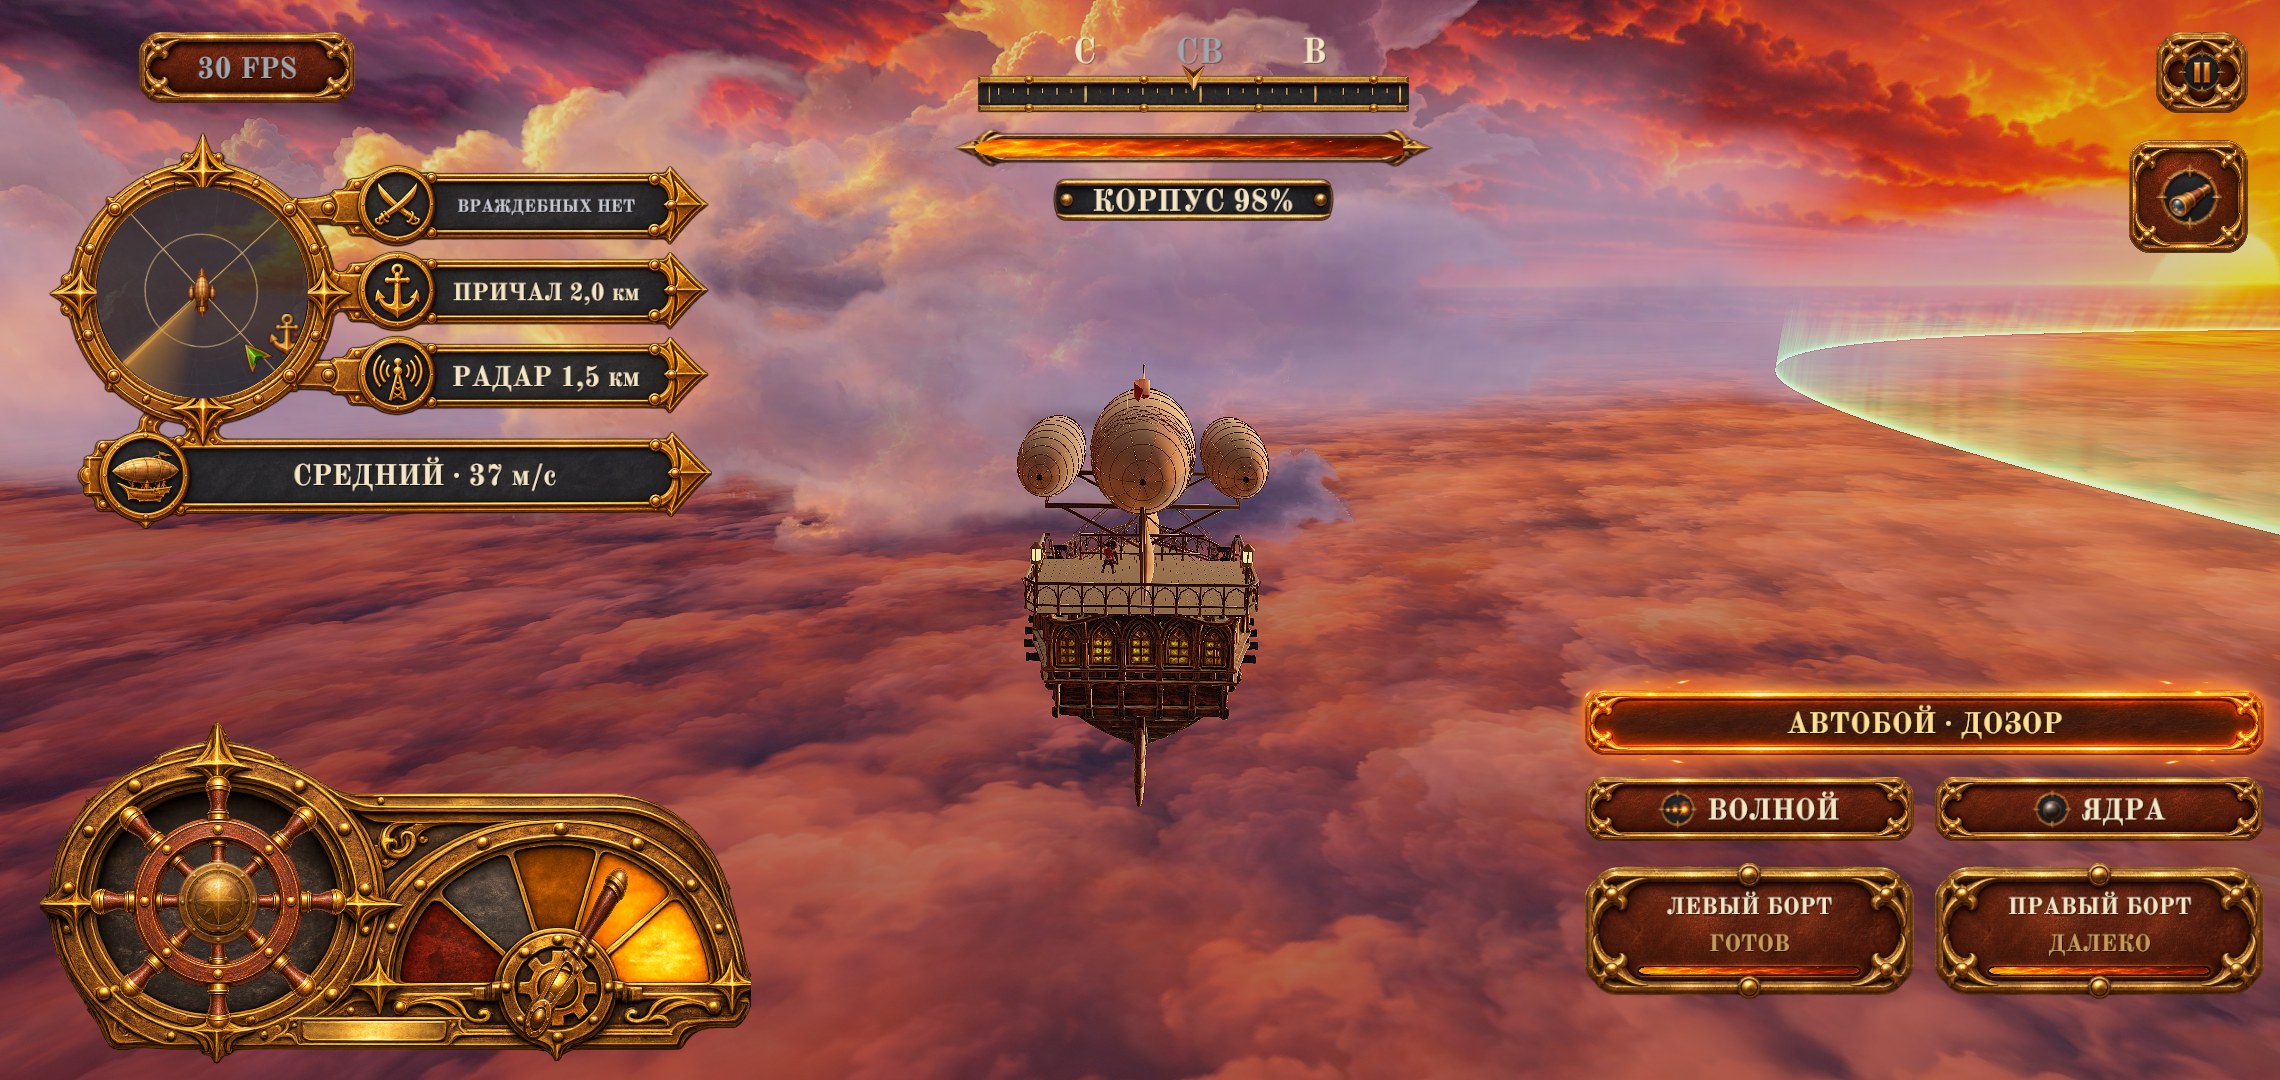 30 FPS
С СВ В
КОРПУС 98%
ВРАЖДЕБНЫХ НЕТ
ПРИЧАЛ 2,0 км
РАДАР 1,5 км
СРЕДНИЙ · 37 м/с
АВТОБОЙ · ДОЗОР
ВОЛНОЙ
ЯДРА
ЛЕВЫЙ БОРТ
ГОТОВ
ПРАВЫЙ БОРТ
ДАЛЕКО